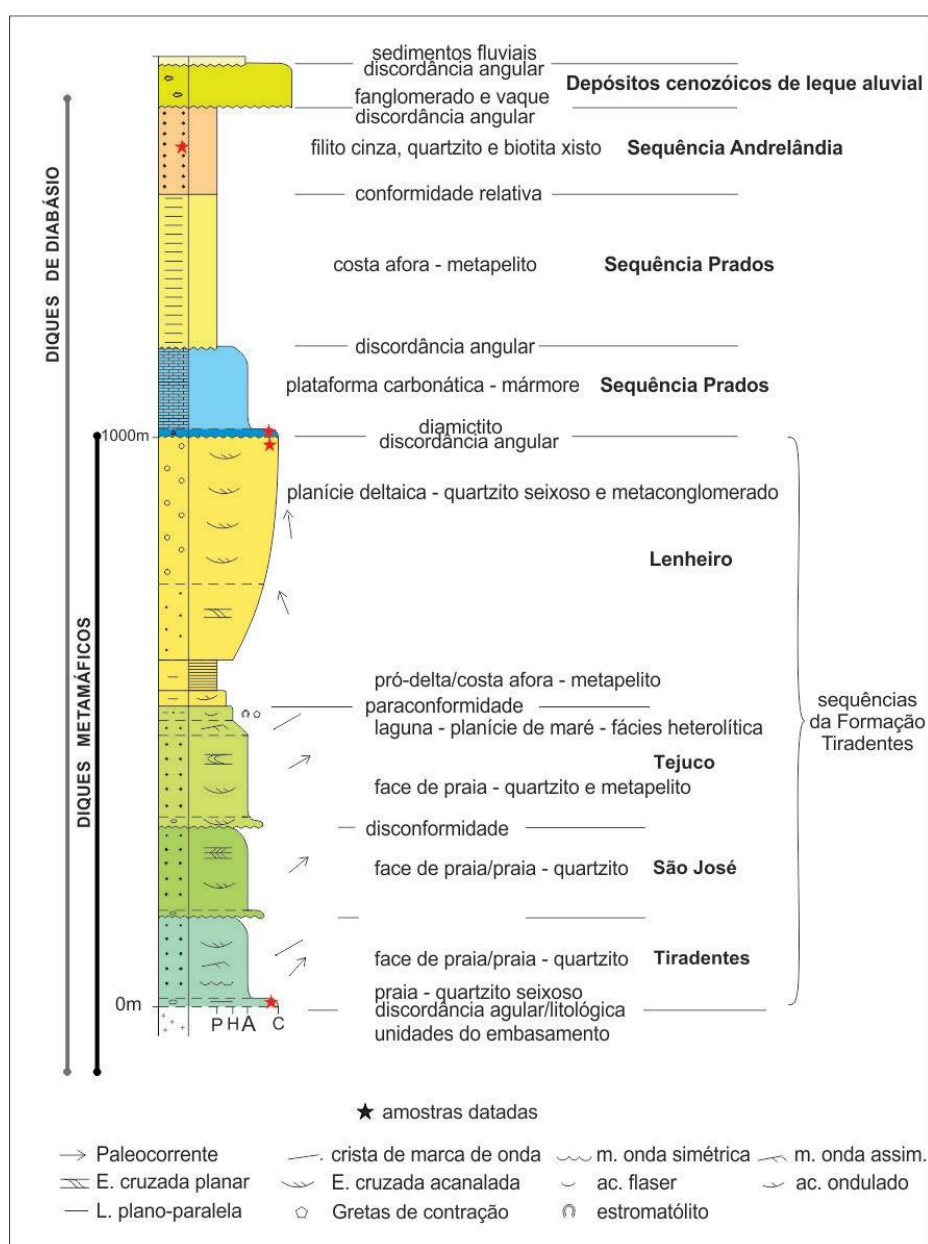 sedimentos fluviais
discordância angular
Depósitos cenozóicos de leque aluvial
fanglomerado e vaque
discordância angular
filito cinza, quartzito e biotita xisto Sequência Andrelândia
conformidade relativa
costa afora - metapelito Sequência Prados
discordância angular
plataforma carbonática - mármore Sequência Prados
diamictito
1000m
discordância angular
planície deltaica - quartzito seixoso e metaconglomerado
Lenheiro
pró-delta/costa afora - metapelito
paraconformidade
laguna - planície de maré - fácies heterolítica
Tejuco
face de praia - quartzito e metapelito
disconformidade
face de praia/praia - quartzito São José
face de praia/praia - quartzito Tiradentes
praia - quartzito seixoso
0m
discordância agular/litológica
P H A C
unidades do embasamento
sequências
da Formação
Tiradentes
DIQUES DE DIABÁSIO
DIQUES METAMÁFICOS
amostras datadas
Paleocorrente crista de marca de onda m. onda simétrica m. onda assim.
E. cruzada planar E. cruzada acanalada ac. flaser ac. ondulado
L. plano-paralela Gretas de contração estromatólito